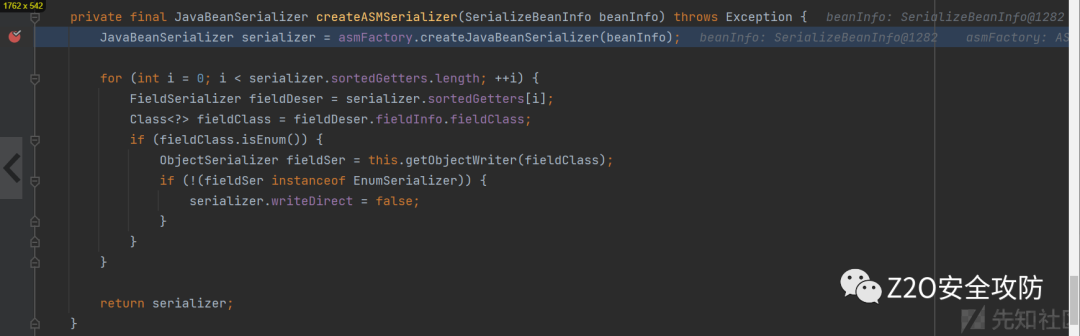 1762 x 542
private final JavaBeanSerializer createASMSerializer(SerializeBeanInfo beanInfo) throws Exception {   beanInfo: SerializeBeanInfo@1282
JavaBeanSerializer serializer = asmFactory.createJavaBeanSerializer(beanInfo);   beanInfo: SerializeBeanInfo@1282    asmFactory: AS
for (int i = 0; i < serializer.sortedGetters.length; ++i) {
FieldSerializer fieldDeser = serializer.sortedGetters[i];
Class<?> fieldClass = fieldDeser.fieldInfo.fieldClass;
if (fieldClass.isEnum()) {
ObjectSerializer fieldSer = this.getObjectWriter(fieldClass);
if (!(fieldSer instanceof EnumSerializer)) {
serializer.writeDirect = false;
}
}
}
return serializer;
}
Z2O安全攻防
先知社区